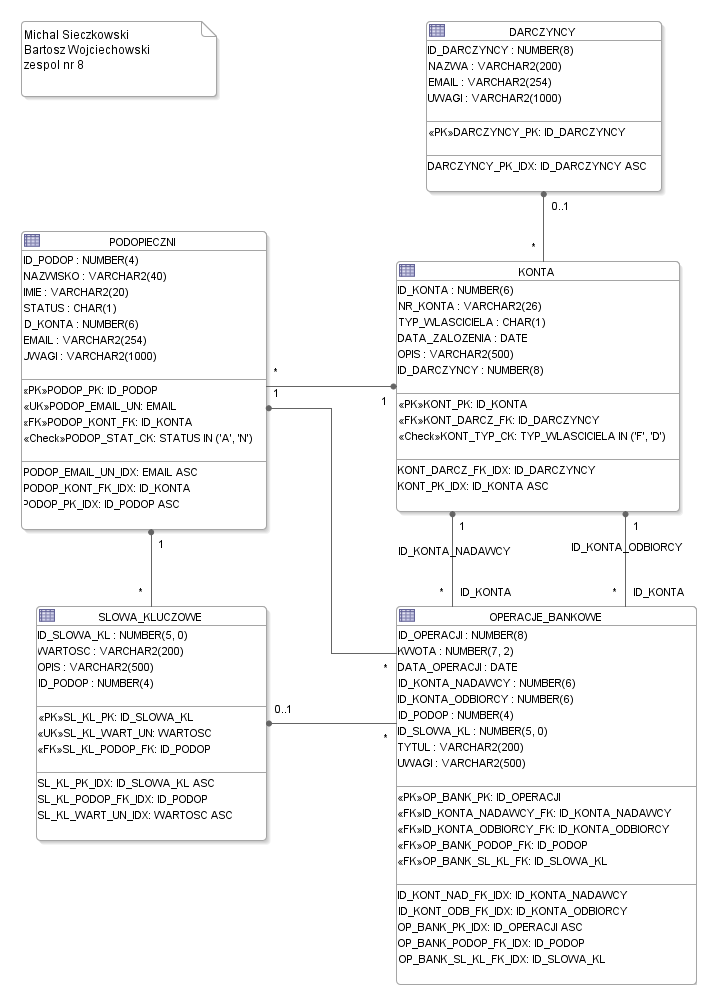 Michal Sieczkowski
Bartosz Wojciechowski
zespol nr 8
DARCZYNCY
ID_DARCZYNCY : NUMBER(8)
NAZWA : VARCHAR2(200)
EMAIL : VARCHAR2(254)
UWAGI : VARCHAR2(1000)
«PK»DARCZYNCY_PK: ID_DARCZYNCY
DARCZYNCY_PK_IDX: ID_DARCZYNCY ASC
0..1
*
PODOPIECZNI
ID_PODOP : NUMBER(4)
NAZWISKO : VARCHAR2(40)
IMIE : VARCHAR2(20)
STATUS : CHAR(1)
ID_KONTA : NUMBER(6)
EMAIL : VARCHAR2(254)
UWAGI : VARCHAR2(1000)
«PK»PODOP_PK: ID_PODOP
«UK»PODOP_EMAIL_UN: EMAIL
«FK»PODOP_KONT_FK: ID_KONTA
«Check»PODOP_STAT_CK: STATUS IN ('A', 'N')
PODOP_EMAIL_UN_IDX: EMAIL ASC
PODOP_KONT_FK_IDX: ID_KONTA
PODOP_PK_IDX: ID_PODOP ASC
*
1
1
KONTA
ID_KONTA : NUMBER(6)
NR_KONTA : VARCHAR2(26)
TYP_WLASCICIELA : CHAR(1)
DATA_ZALOZENIA : DATE
OPIS : VARCHAR2(500)
ID_DARCZYNCY : NUMBER(8)
«PK»KONT_PK: ID_KONTA
«FK»KONT_DARCZ_FK: ID_DARCZYNCY
«Check»KONT_TYP_CK: TYP_WLASCICIELA IN ('F', 'D')
KONT_DARCZ_FK_IDX: ID_DARCZYNCY
KONT_PK_IDX: ID_KONTA ASC
1
*
1
ID_KONTA_NADAWCY
* ID_KONTA
1
ID_KONTA_ODBIORCY
* ID_KONTA
SLOWA_KLUCZOWE
ID_SLOWA_KL : NUMBER(5, 0)
WARTOSC : VARCHAR2(200)
OPIS : VARCHAR2(500)
ID_PODOP : NUMBER(4)
«PK»SL_KL_PK: ID_SLOWA_KL
«UK»SL_KL_WART_UN: WARTOSC
«FK»SL_KL_PODOP_FK: ID_PODOP
SL_KL_PK_IDX: ID_SLOWA_KL ASC
SL_KL_PODOP_FK_IDX: ID_PODOP
SL_KL_WART_UN_IDX: WARTOSC ASC
*
0..1
*
OPERACJE_BANKOWE
ID_OPERACJI : NUMBER(8)
KWOTA : NUMBER(7, 2)
DATA_OPERACJI : DATE
ID_KONTA_NADAWCY : NUMBER(6)
ID_KONTA_ODBIORCY : NUMBER(6)
ID_PODOP : NUMBER(4)
ID_SLOWA_KL : NUMBER(5, 0)
TYTUL : VARCHAR2(200)
UWAGI : VARCHAR2(500)
«PK»OP_BANK_PK: ID_OPERACJI
«FK»ID_KONTA_NADAWCY_FK: ID_KONTA_NADAWCY
«FK»ID_KONTA_ODBIORCY_FK: ID_KONTA_ODBIORCY
«FK»OP_BANK_PODOP_FK: ID_PODOP
«FK»OP_BANK_SL_KL_FK: ID_SLOWA_KL
ID_KONT_NAD_FK_IDX: ID_KONTA_NADAWCY
ID_KONT_ODB_FK_IDX: ID_KONTA_ODBIORCY
OP_BANK_PK_IDX: ID_OPERACJI ASC
OP_BANK_PODOP_FK_IDX: ID_PODOP
OP_BANK_SL_KL_FK_IDX: ID_SLOWA_KL